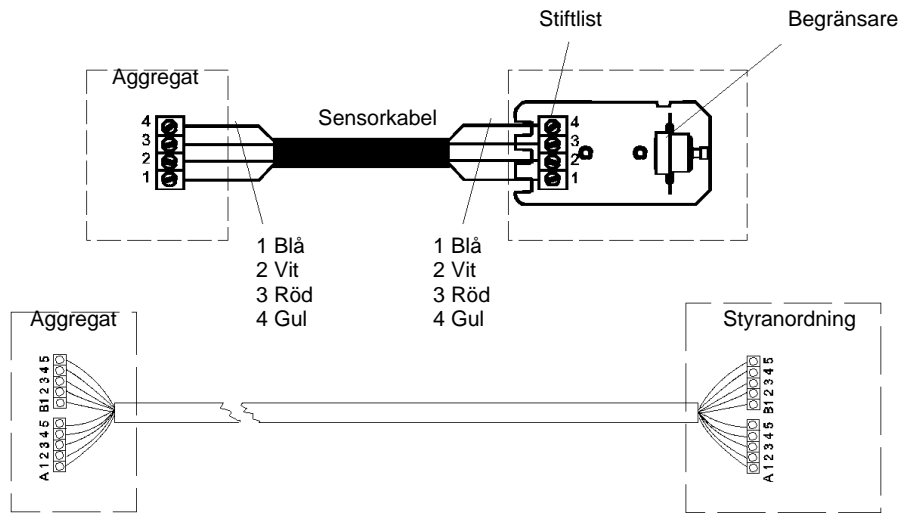 Stiftlist
Begränsare
Aggregat
Sensorkabel
4
3
2
1
4
3
2
1
1 Blå
2 Vit
3 Röd
4 Gul
1 Blå
2 Vit
3 Röd
4 Gul
Aggregat
Styranordning
B1 2 3 4 5
A 1 2 3 4 5
B1 2 3 4 5
A 1 2 3 4 5